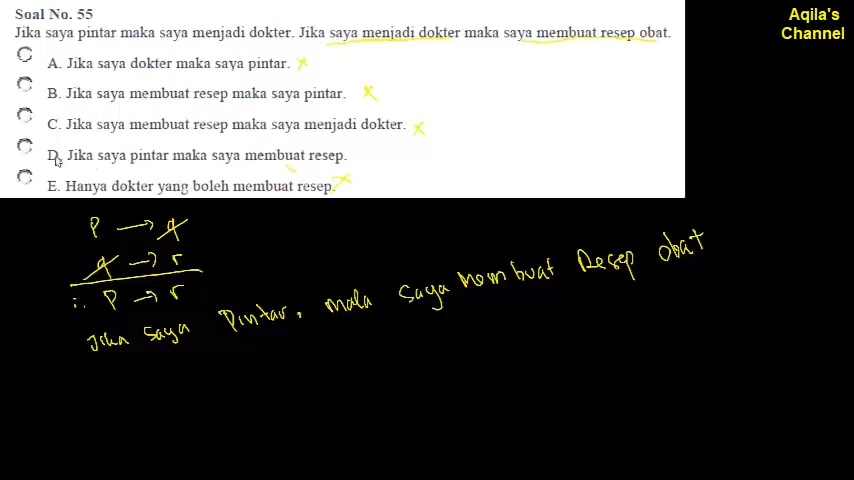 Soal No. 55
Aqila's
Channel
Jika saya pintar maka saya menjadi dokter. Jika saya menjadi dokter maka saya membuat resep obat.
A. Jika saya dokter maka saya pintar. x
B. Jika saya membuat resep maka saya pintar. x
C. Jika saya membuat resep maka saya menjadi dokter. x
D. Jika saya pintar maka saya membuat resep.
E. Hanya dokter yang boleh membuat resep. x
P → q
q → r
∴ P → r
Jika saya pintar, maka saya membuat Resep obat